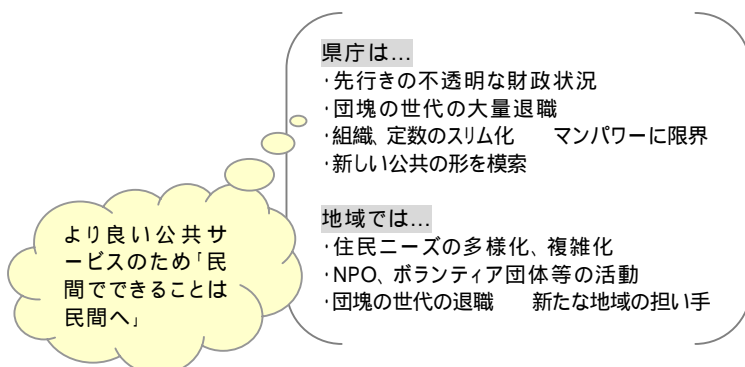 県庁は…
・先行きの不透明な財政状況
・団塊の世代の大量退職
・組織、定数のスリム化　　マンパワーに限界
・新しい公共の形を模索
地域では…
・住民ニーズの多様化、複雑化
・NPO、ボランティア団体等の活動
・団塊の世代の退職　　新たな地域の担い手
より良い公共サ
ービスのため「民
間でできることは
民間へ」